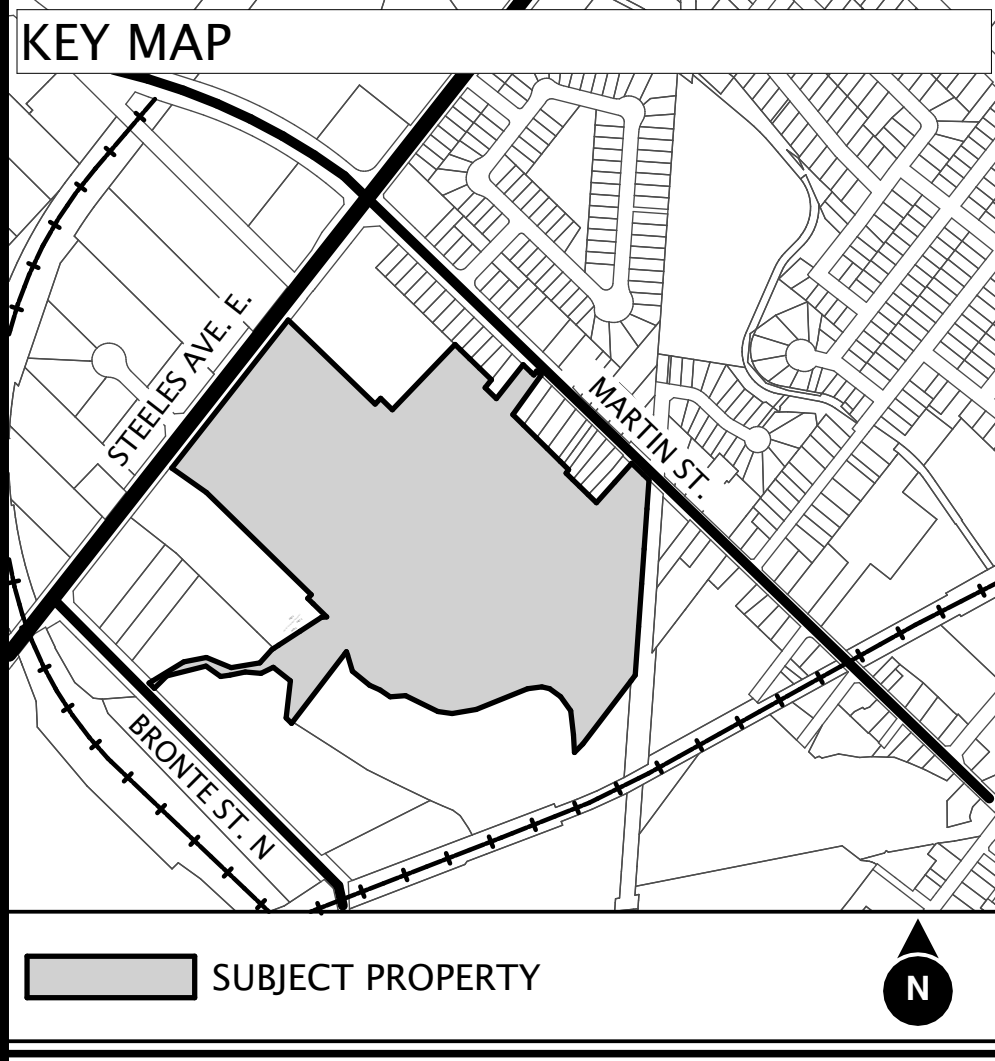 KEY MAP
STEELES AVE. E.
MARTIN ST.
BRONTE ST. N
SUBJECT PROPERTY
N